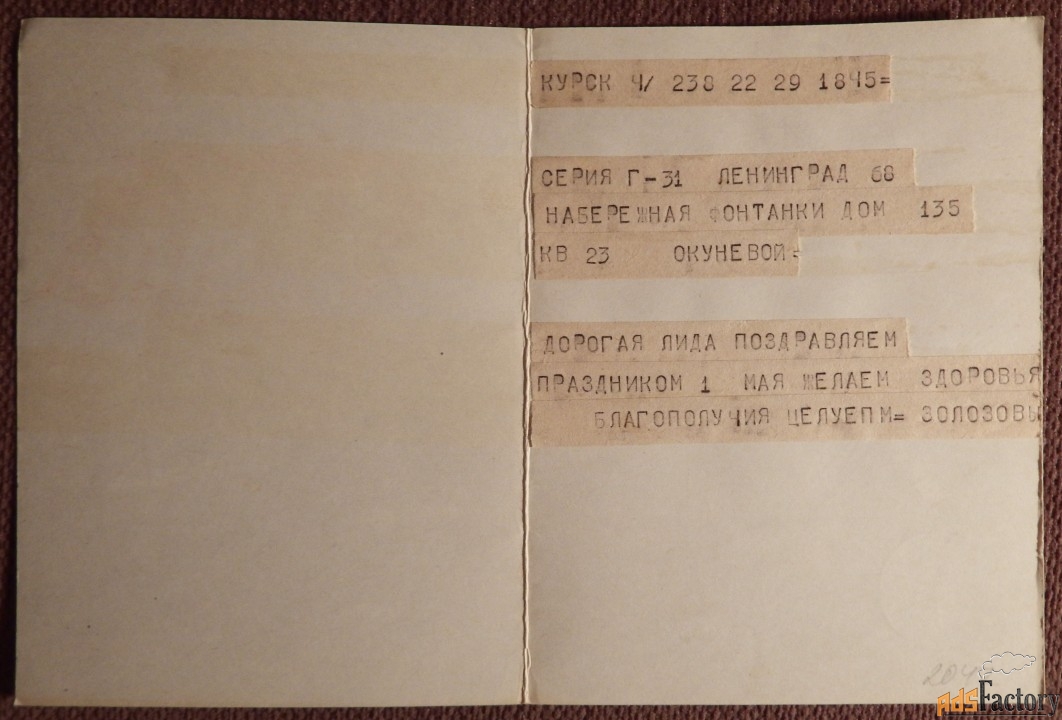 КУРСК Ч/ 238 22 29 1845=
СЕРИЯ Г-31 ЛЕНИНГРАД 68
НАБЕРЕЖНАЯ ФОНТАНКИ ДОМ 135
КВ 23 ОКУНЕВОЙ=
ДОРОГАЯ ЛИДА ПОЗДРАВЛЯЕМ
ПРАЗДНИКОМ 1 МАЯ ЖЕЛАЕМ ЗДОРОВЬЯ
БЛАГОПОЛУЧИЯ ЦЕЛУЕПМ= ЗОЛОЗОВЫ
AdsFactory